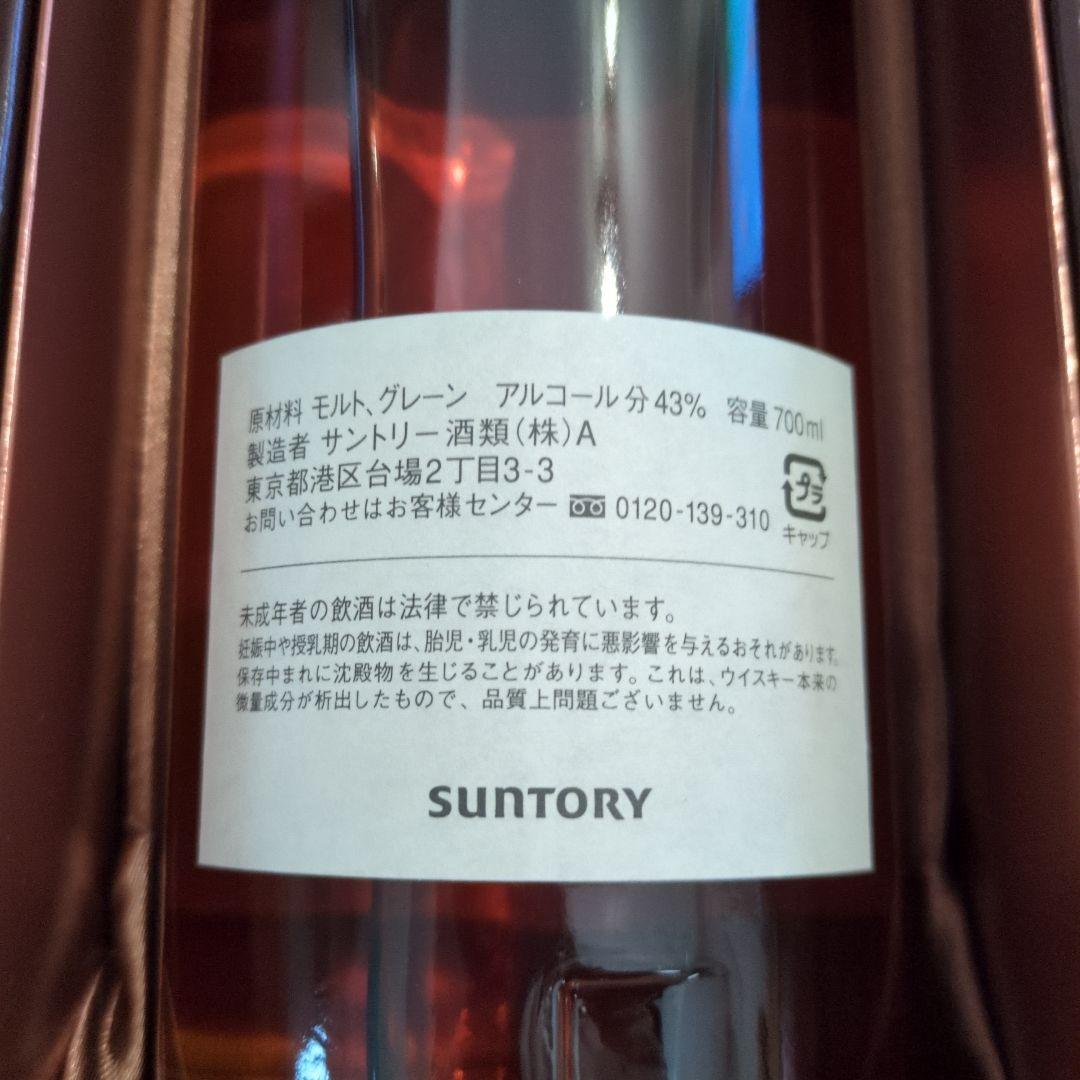 原材料 モルト、グレーン　アルコール分43%　容量700ml
製造者 サントリー酒類(株)A
東京都港区台場2丁目3-3
お問い合わせはお客様センター 0120-139-310
プラ
キャップ
未成年者の飲酒は法律で禁じられています。
妊娠中や授乳期の飲酒は、胎児・乳児の発育に悪影響を与えるおそれがあります。
保存中まれに沈殿物を生じることがあります。これは、ウイスキー本来の
微量成分が析出したもので、品質上問題ございません。
SUNTORY